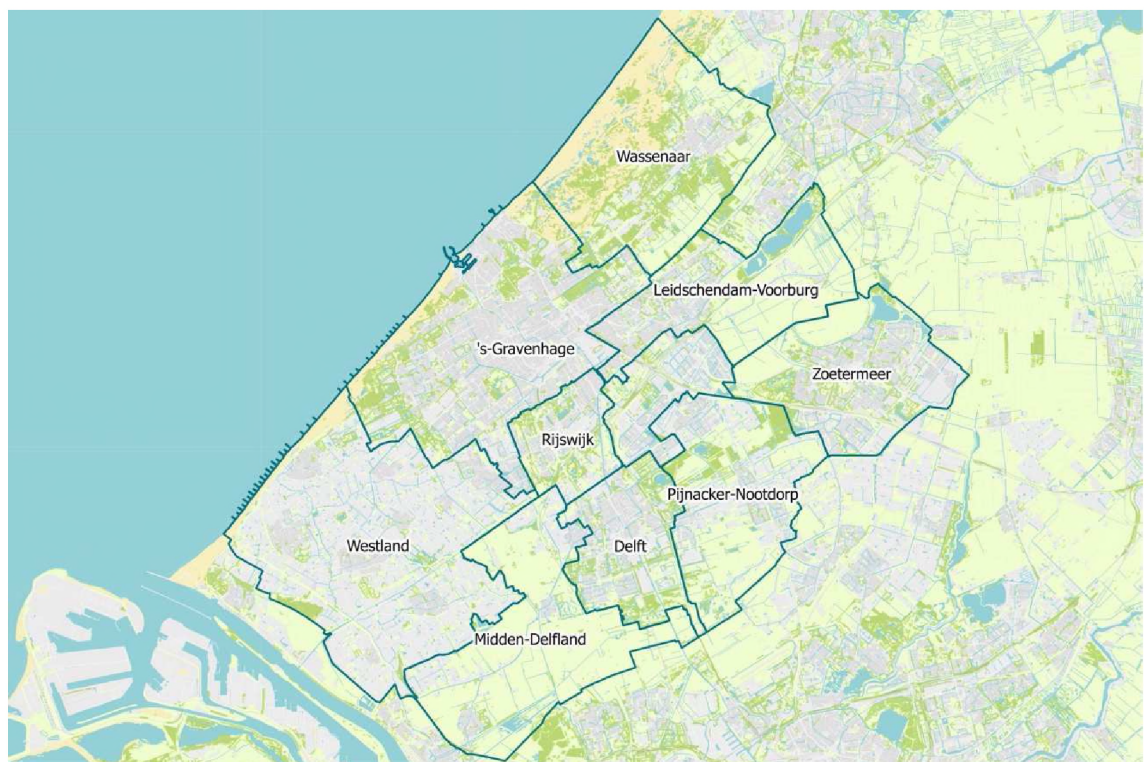 Wassenaar
Leidschendam-Voorburg
's-Gravenhage
Zoetermeer
Rijswijk
Pijnacker-Nootdorp
Westland
Delft
Midden-Delfland